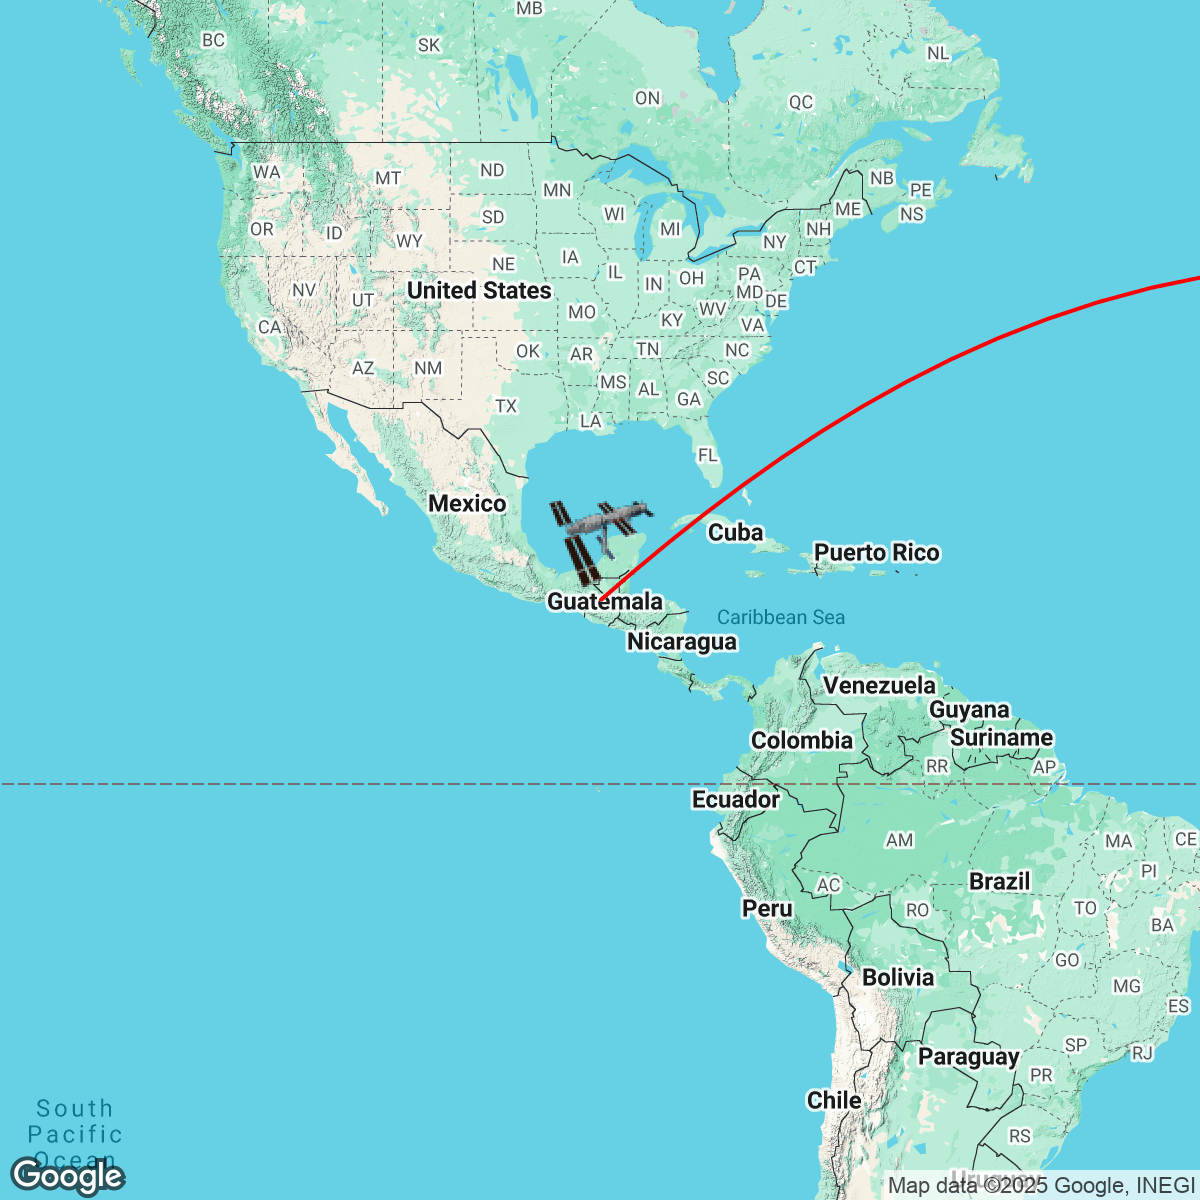 MB
BC
SK
NL
ON
QC
WA
MT
ND
MN
NB
PE
OR
ID
SD
WI
MI
ME
NS
WY
NY
NH
NE
IA
IL
IN
OH
PA
CT
NV
UT
United States
MD
DE
CA
MO
WV
KY
VA
AZ
NM
OK
AR
TN
NC
TX
MS
AL
SC
GA
LA
FL
Mexico
Cuba
Puerto Rico
Guatemala
Caribbean Sea
Nicaragua
Venezuela
Guyana
Colombia
Suriname
RR
AP
Ecuador
AM
MA
CE
AC
Brazil
PI
Peru
RO
TO
BA
Bolivia
GO
MG
ES
Paraguay
SP
RJ
PR
Chile
South
Pacific
Ocean
RS
Uruguay
Google
Map data ©2025 Google, INEGI